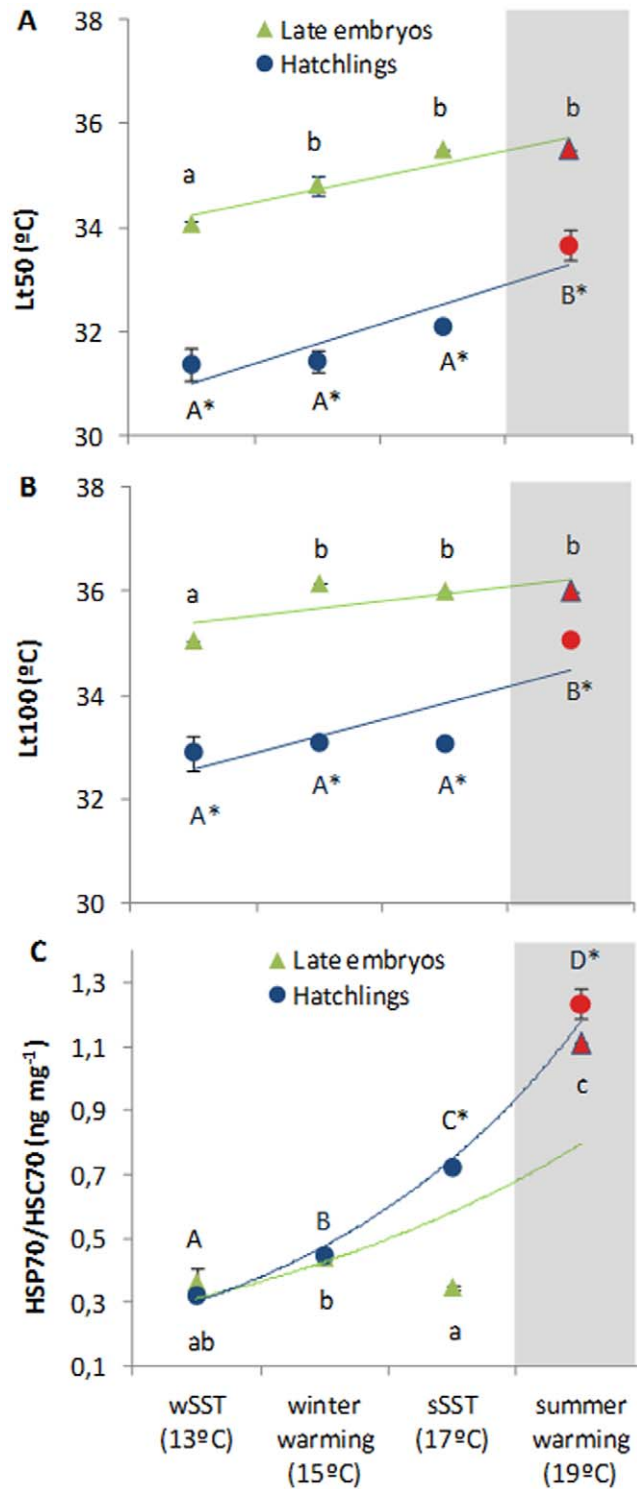 A
38
36
34
32
30
Lt50 (ºC)
Late embryos
Hatchlings
a
b
b
b
A*
A*
A*
B*
B
38
36
34
32
30
Lt100 (ºC)
a
b
b
b
A*
A*
A*
B*
C
1,3
1,1
0,9
0,7
0,5
0,3
0,1
HSP70/HSC70 (ng mg-1)
Late embryos
Hatchlings
A
B
C*
D*
ab
b
a
c
wSST
(13ºC)
winter
warming
(15ºC)
sSST
(17ºC)
summer
warming
(19ºC)